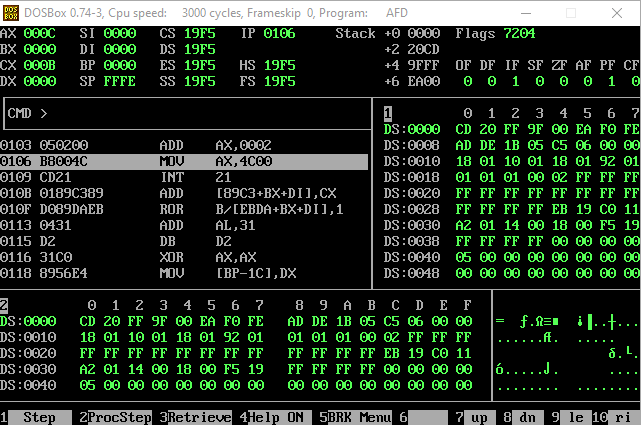 DOSBox 0.74-3, Cpu speed: 3000 cycles, Frameskip 0, Program: AFD
AX 000C SI 0000 CS 19F5 IP 0106 Stack +0 0000 Flags 7204
BX 0000 DI 0000 DS 19F5 +2 20CD
CX 000B BP 0000 ES 19F5 HS 19F5 +4 9FFF OF DF IF SF ZF AF PF CF
DX 0000 SP FFFE SS 19F5 FS 19F5 +6 EA00 0 0 1 0 0 0 1 0
CMD >
1 0 1 2 3 4 5 6 7
DS:0000 CD 20 FF 9F 00 EA F0 FE
DS:0008 AD DE 1B 05 C5 06 00 00
0103 050200 ADD AX,0002 DS:0010 18 01 10 01 18 01 92 01
0106 B8004C MOV AX,4C00 DS:0018 01 01 01 00 02 FF FF FF
0109 CD21 INT 21 DS:0020 FF FF FF FF FF FF FF FF
010B 0189C389 ADD [89C3+BX+DI],CX DS:0028 FF FF FF FF EB 19 C0 11
010F D089DAEB ROR B/[EBDA+BX+DI],1 DS:0030 A2 01 14 00 18 00 F5 19
0113 0431 ADD AL,31 DS:0038 FF FF FF FF 00 00 00 00
0115 D2 DB D2 DS:0040 05 00 00 00 00 00 00 00
0116 31C0 XOR AX,AX DS:0048 00 00 00 00 00 00 00 00
0118 8956E4 MOV [BP-1C],DX
2 0 1 2 3 4 5 6 7 8 9 A B C D E F
DS:0000 CD 20 FF 9F 00 EA F0 FE AD DE 1B 05 C5 06 00 00 = ƒ.Ω≡■ ¡▐..┼.
DS:0010 18 01 10 01 18 01 92 01 01 01 01 00 02 FF FF FF ......Æ.
DS:0020 FF FF FF FF FF FF FF FF FF FF FF FF EB 19 C0 11 δ.└.
DS:0030 A2 01 14 00 18 00 F5 19 FF FF FF FF 00 00 00 00 ó.....⌡. ....
DS:0040 05 00 00 00 00 00 00 00 00 00 00 00 00 00 00 00 ........ ........
1 Step 2ProcStep 3Retrieve 4Help ON 5BRK Menu 6 7 up 8 dn 9 le 10 ri